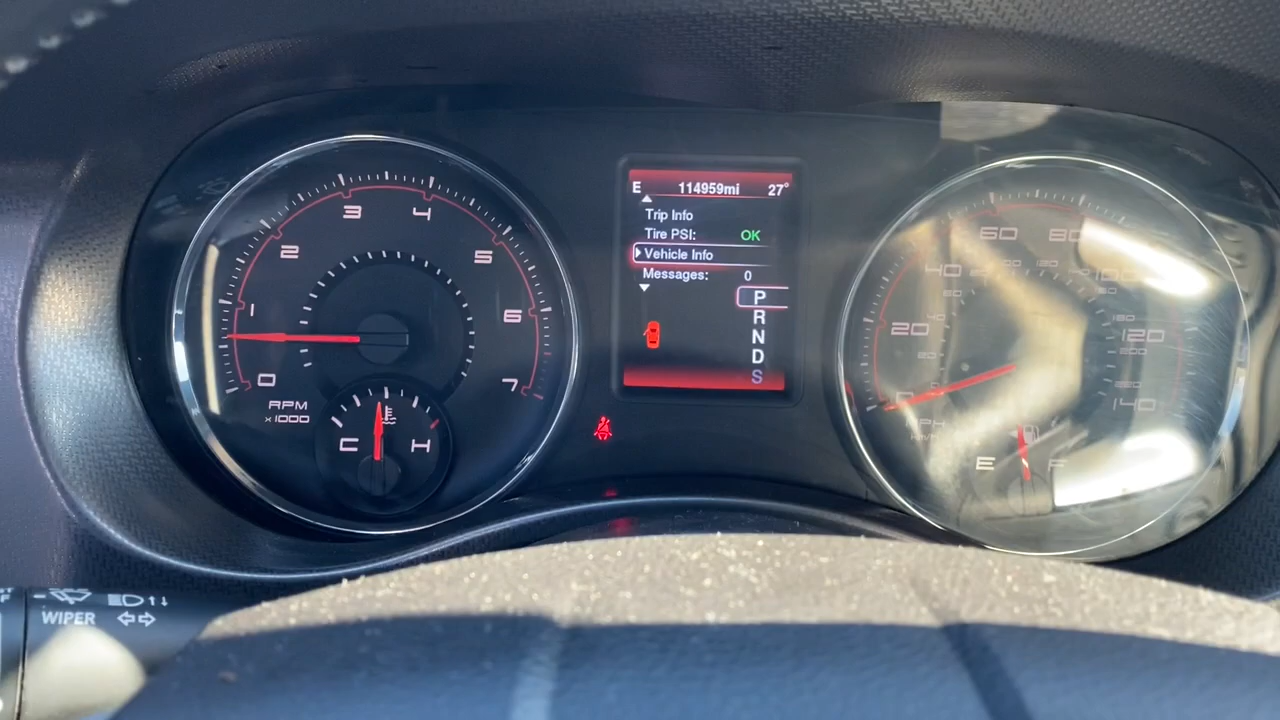 E 114959mi 27°
Trip Info
Tire PSI: OK
Vehicle Info
Messages: 0
P
R
N
D
S
0 1 2 3 4 5 6 7
RPM
x1000
C H
0 20 40 60 80 100 120 140
MPH
E F
WIPER